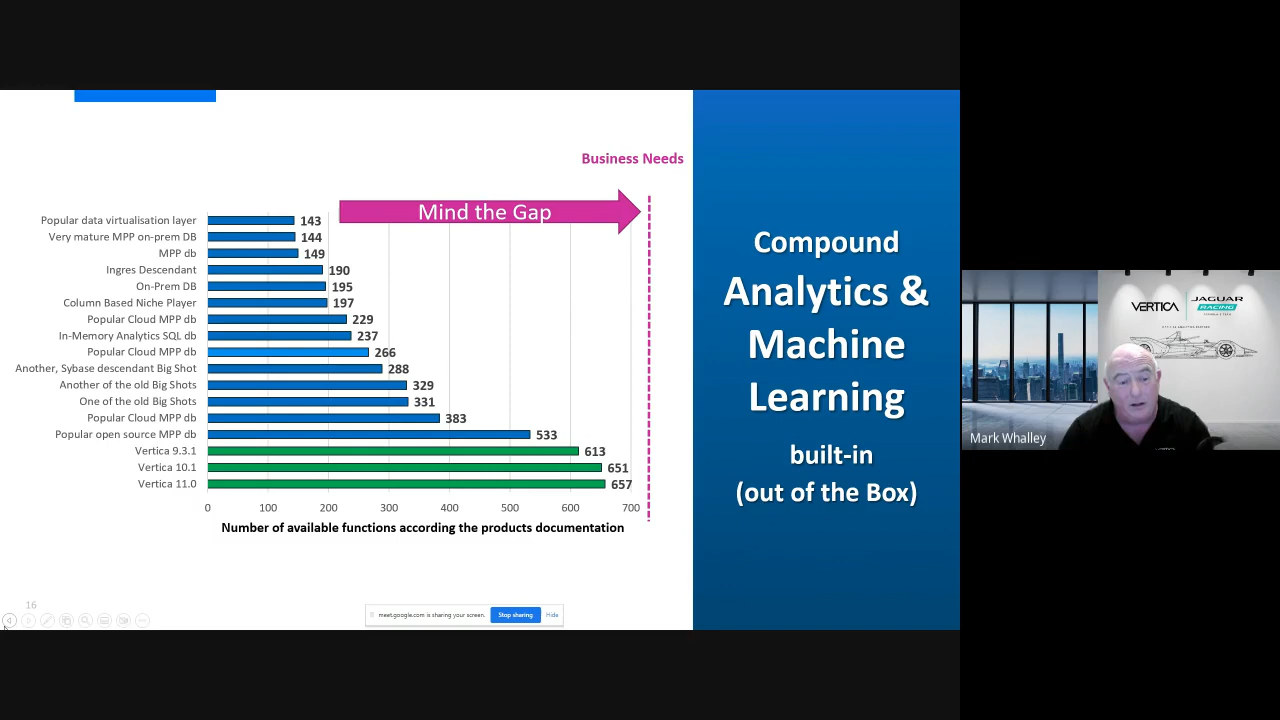 Business Needs
Mind the Gap
Popular data virtualisation layer 143
Very mature MPP on-prem DB 144
MPP db 149
Ingres Descendant 190
On-Prem DB 195
Column Based Niche Player 197
Popular Cloud MPP db 229
In-Memory Analytics SQL db 237
Popular Cloud MPP db 266
Another, Sybase descendant Big Shot 288
Another of the old Big Shots 329
One of the old Big Shots 331
Popular Cloud MPP db 383
Popular open source MPP db 533
Vertica 9.3.1 613
Vertica 10.1 651
Vertica 11.0 657
0 100 200 300 400 500 600 700
Number of available functions according the products documentation
16
meet.google.com is sharing your screen. Stop sharing Hide
Compound
Analytics &
Machine
Learning
built-in
(out of the Box)
VERTICA JAGUAR
RACING
Mark Whalley